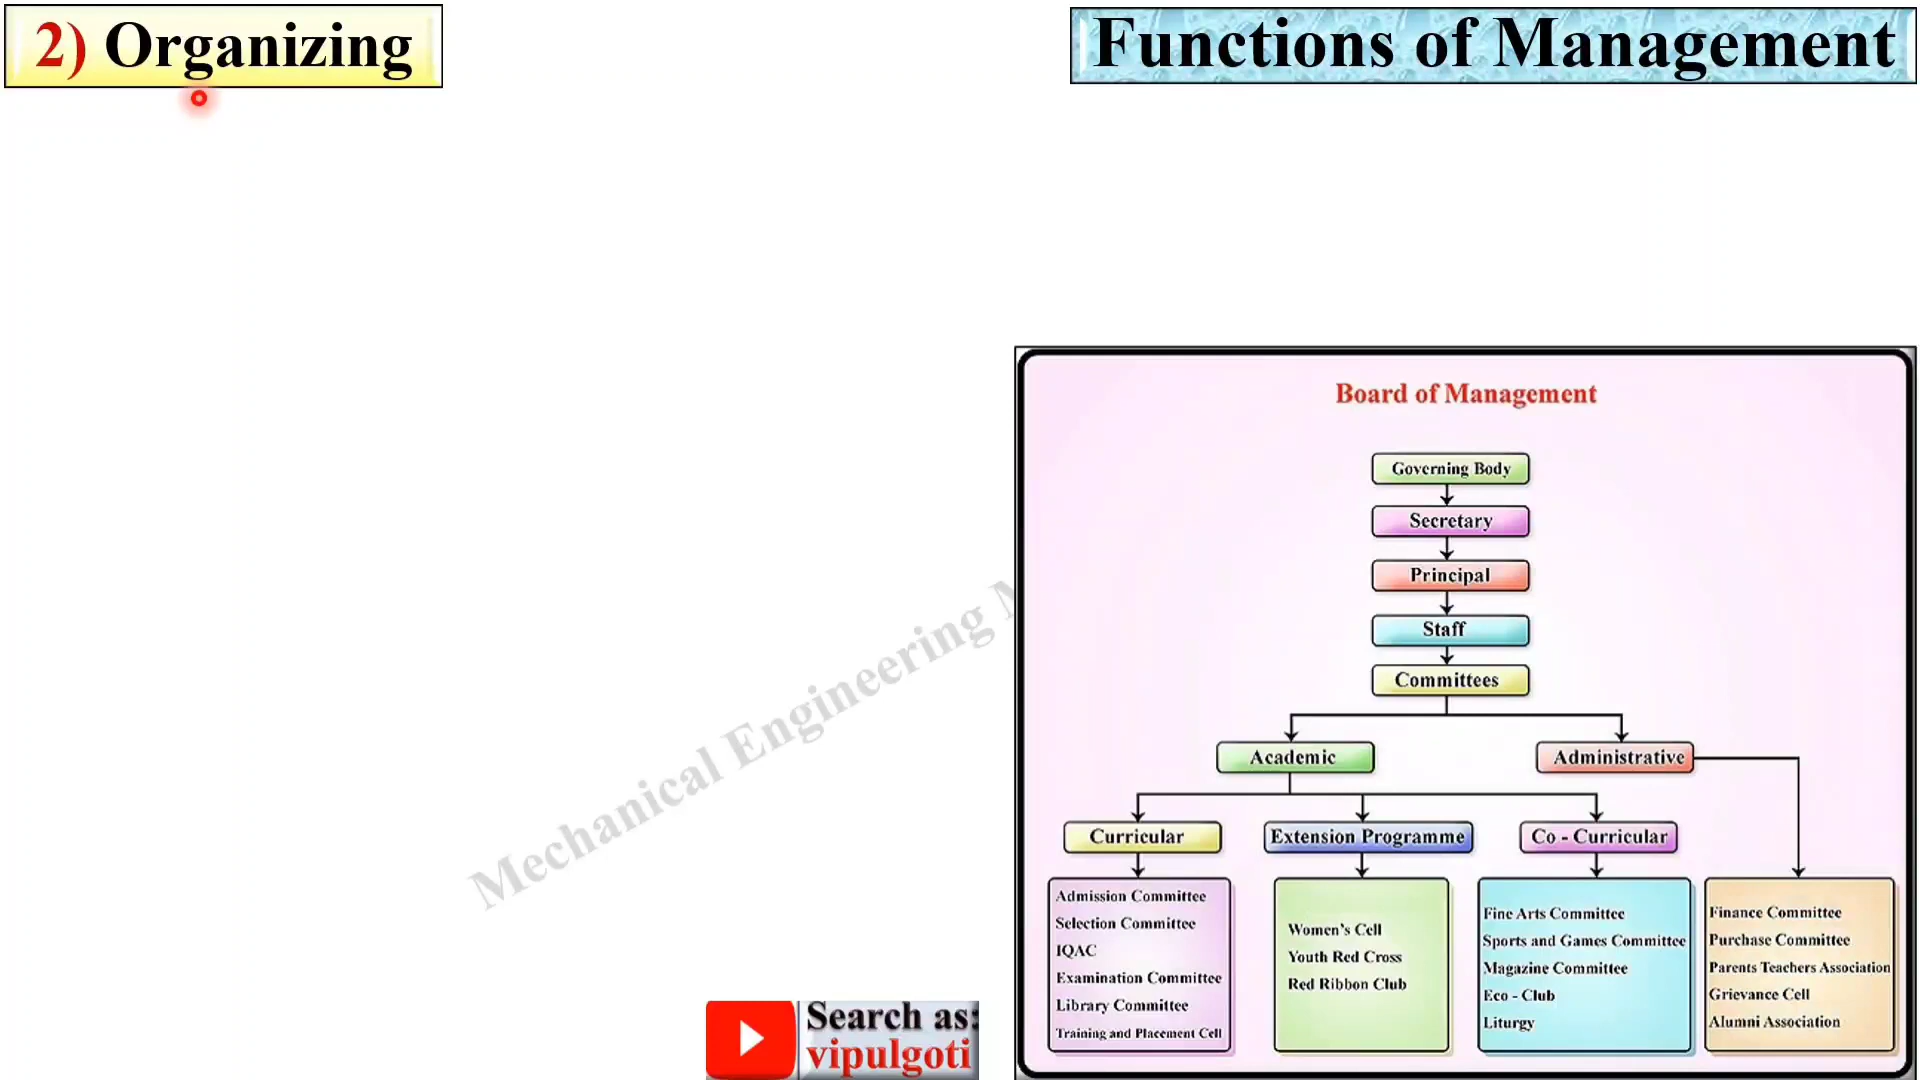 2) Organizing
Functions of Management
Board of Management
Governing Body
Secretary
Principal
Staff
Committees
Academic
Administrative
Curricular
Extension Programme
Co - Curricular
Admission Committee
Selection Committee
IQAC
Examination Committee
Library Committee
Training and Placement Cell
Women's Cell
Youth Red Cross
Red Ribbon Club
Fine Arts Committee
Sports and Games Committee
Magazine Committee
Eco - Club
Liturgy
Finance Committee
Purchase Committee
Parents Teachers Association
Grievance Cell
Alumni Association
Mechanical Engineering
Search as:
vipulgoti